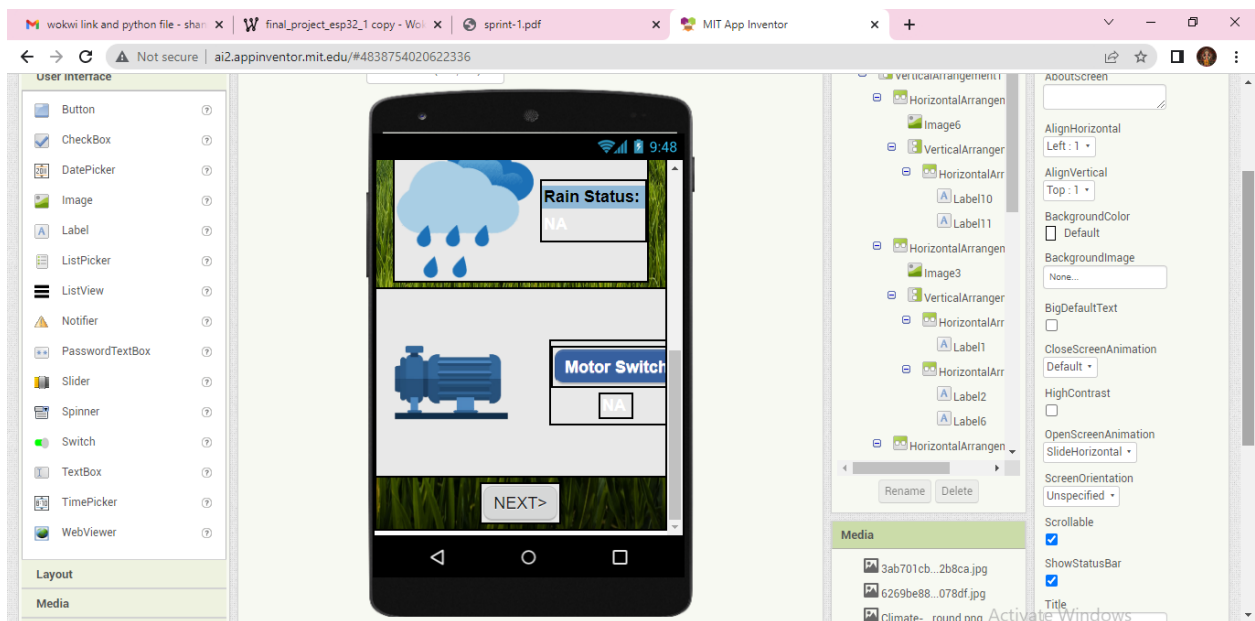 wokwi link and python file - shar
final_project_esp32_1 copy - Wok
sprint-1.pdf
MIT App Inventor
Not secure
ai2.appinventor.mit.edu/#4838754020622336
User Interface
Button
CheckBox
DatePicker
Image
Label
ListPicker
ListView
Notifier
PasswordTextBox
Slider
Spinner
Switch
TextBox
TimePicker
WebViewer
Layout
Media
9:48
Rain Status:
NA
Motor Switch
NA
NEXT>
VerticalArrangement1
HorizontalArrangen
Image6
VerticalArranger
HorizontalArr
Label10
Label11
HorizontalArrangen
Image3
VerticalArranger
HorizontalArr
Label1
HorizontalArr
Label2
Label6
HorizontalArrangen
Rename
Delete
Media
3ab701cb...2b8ca.jpg
6269be88...078df.jpg
Climate-...round.png
AboutScreen
AlignHorizontal
Left : 1
AlignVertical
Top : 1
BackgroundColor
Default
BackgroundImage
None...
BigDefaultText
CloseScreenAnimation
Default
HighContrast
OpenScreenAnimation
SlideHorizontal
ScreenOrientation
Unspecified
Scrollable
ShowStatusBar
Title
Activate Windows